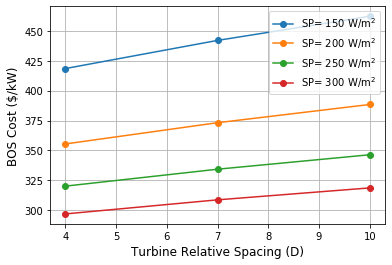 SP= 150 W/m²
SP= 200 W/m²
SP= 250 W/m²
SP= 300 W/m²
BOS Cost ($/kW)
450
425
400
375
350
325
300
4 5 6 7 8 9 10
Turbine Relative Spacing (D)